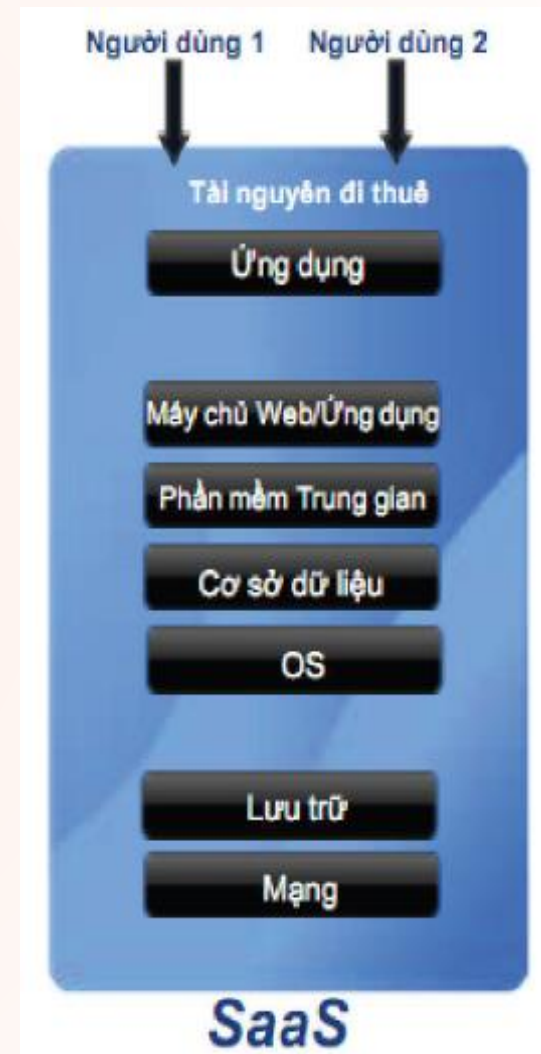 Người dùng 1 Người dùng 2
Tài nguyên đi thuê
Ứng dụng
Máy chủ Web/Ứng dụng
Phần mềm Trung gian
Cơ sở dữ liệu
OS
Lưu trữ
Mạng
SaaS